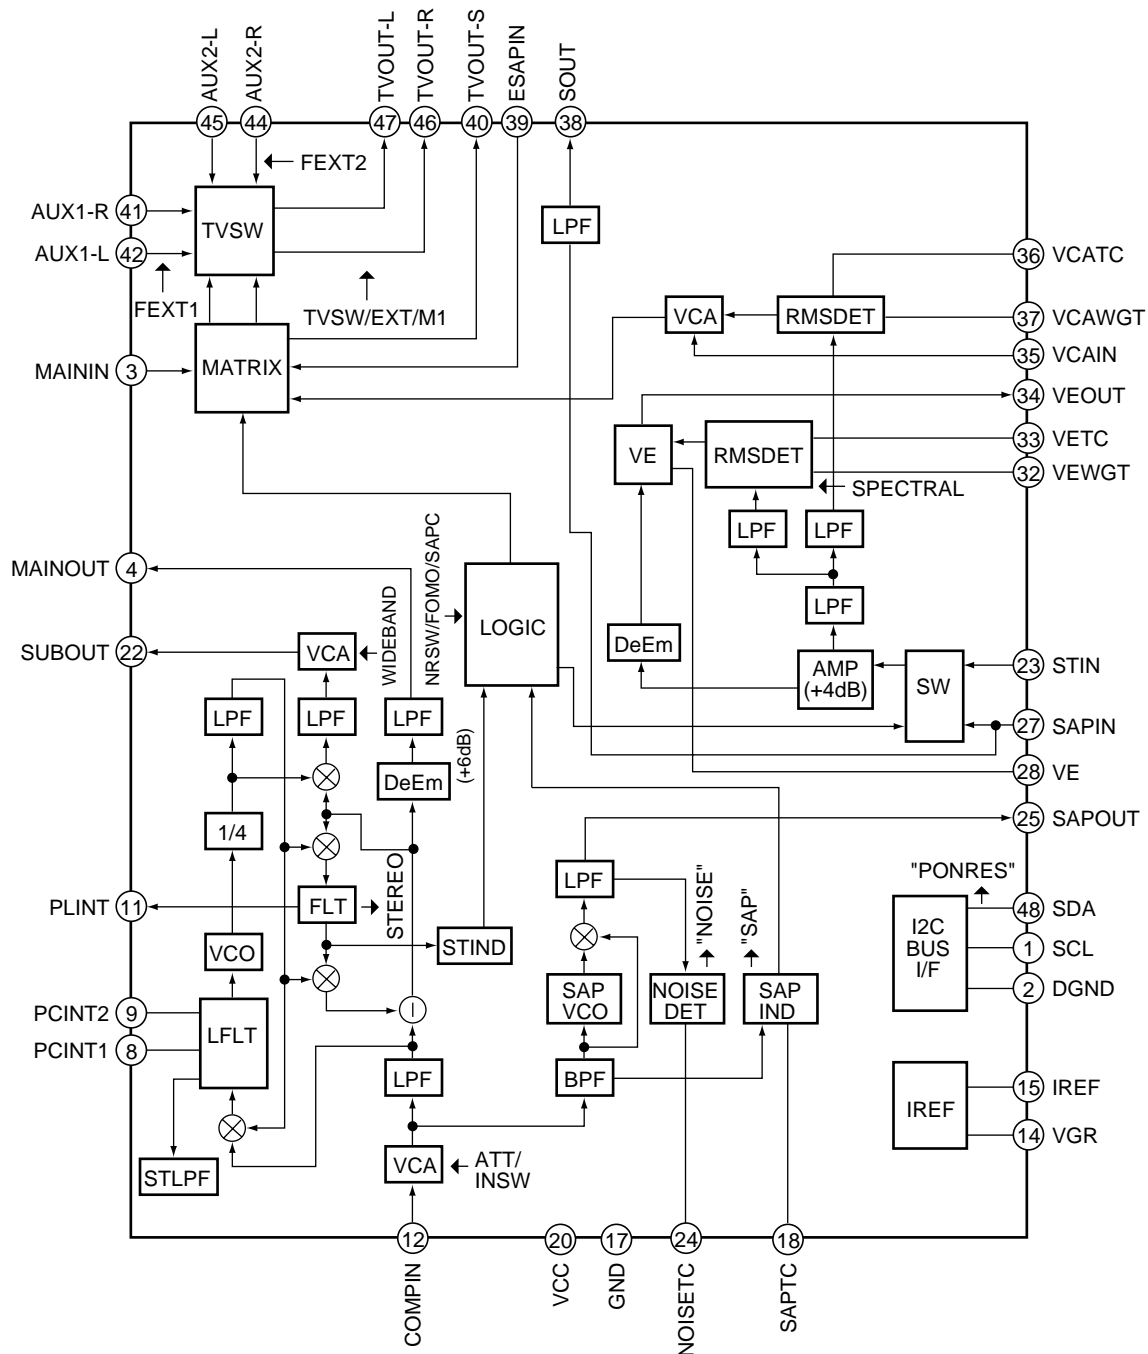 AUX2-L
AUX2-R
TVOUT-L
TVOUT-R
TVOUT-S
ESAPIN
SOUT
45
44
47
46
40
39
38
FEXT2
AUX1-R
41
TVSW
LPF
AUX1-L
42
36
VCATC
FEXT1
TVSW/EXT/M1
VCA
RMSDET
37
VCAWGT
MAININ
3
MATRIX
35
VCAIN
34
VEOUT
VE
RMSDET
33
VETC
32
VEWGT
SPECTRAL
LPF
LPF
MAINOUT
4
WIDEBAND
NRSW/FOMO/SAPC
LOGIC
LPF
SUBOUT
22
VCA
DeEm
AMP
(+4dB)
SW
23
STIN
LPF
LPF
LPF
(+6dB)
27
SAPIN
DeEm
28
VE
1/4
25
SAPOUT
STEREO
LPF
"NOISE"
"SAP"
"PONRES"
PLINT
11
FLT
48
SDA
VCO
STIND
I2C
BUS
I/F
1
SCL
SAP
VCO
NOISE
DET
SAP
IND
2
DGND
PCINT2
9
LFLT
I
PCINT1
8
LPF
BPF
15
IREF
IREF
14
VGR
STLPF
VCA
ATT/
INSW
12
20
17
24
18
COMPIN
VCC
GND
NOISETC
SAPTC